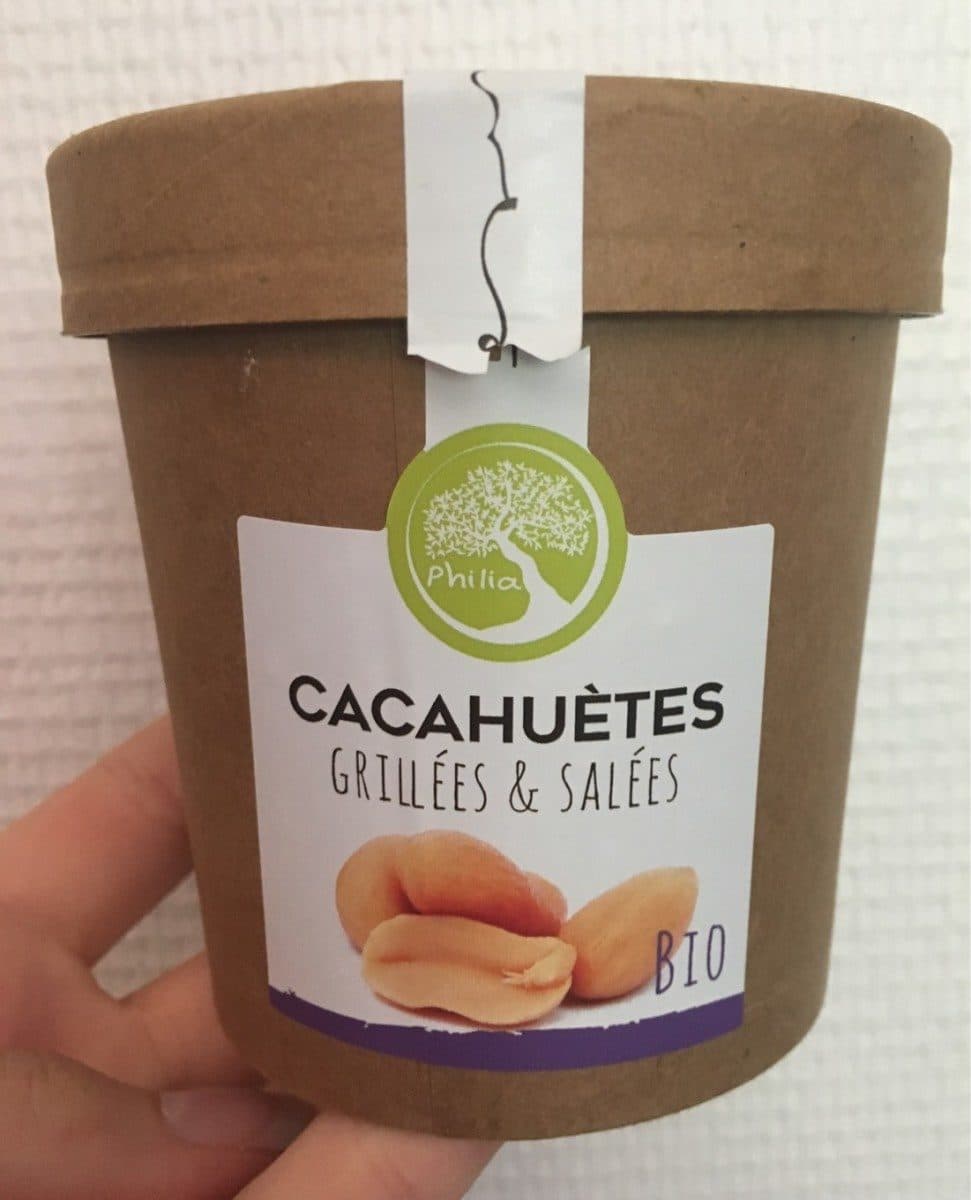 Philia
CACAHUÈTES
GRILLÉES & SALÉES
BIO